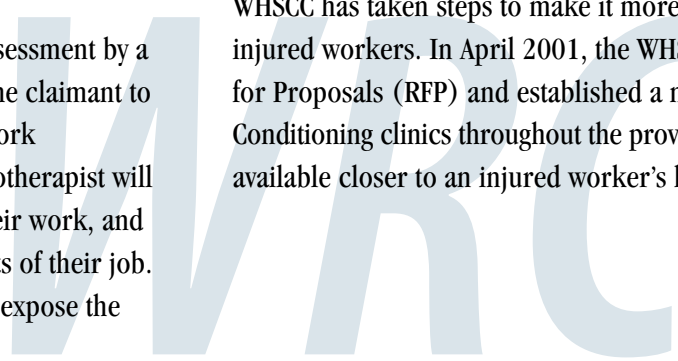 sessment by a
e claimant to
ork
otherapist will
eir work, and
s of their job.
expose the
WHSCC has taken steps to make it more
injured workers. In April 2001, the WHS
for Proposals (RFP) and established a n
Conditioning clinics throughout the prov
available closer to an injured worker's h
WRC